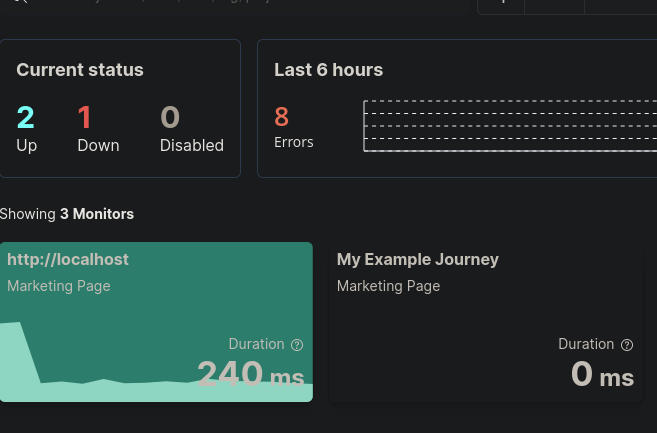 Current status
Last 6 hours
2
Up
1
Down
0
Disabled
8
Errors
Showing 3 Monitors
http://localhost
Marketing Page
Duration
240 ms
My Example Journey
Marketing Page
Duration
0 ms